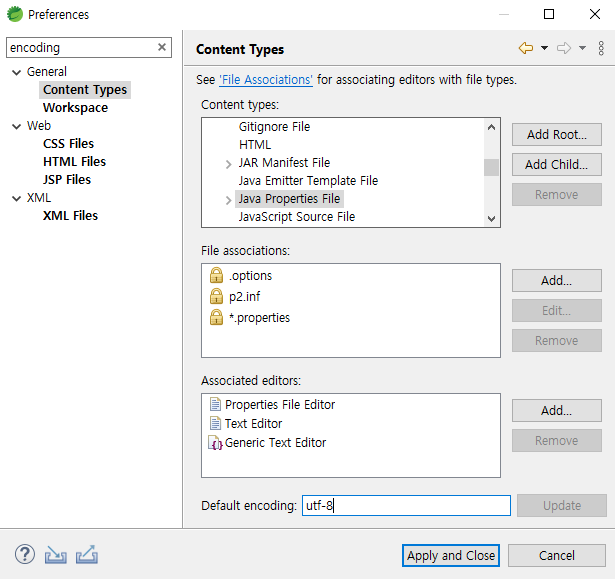 Preferences
encoding
Content Types
General
Content Types
Workspace
Web
CSS Files
HTML Files
JSP Files
XML
XML Files
See 'File Associations' for associating editors with file types.
Content types:
Gitignore File
HTML
JAR Manifest File
Java Emitter Template File
Java Properties File
JavaScript Source File
Add Root...
Add Child...
Remove
File associations:
.options
p2.inf
*.properties
Add...
Edit...
Remove
Associated editors:
Properties File Editor
Text Editor
Generic Text Editor
Add...
Remove
Default encoding: utf-8 Update
Apply and Close Cancel